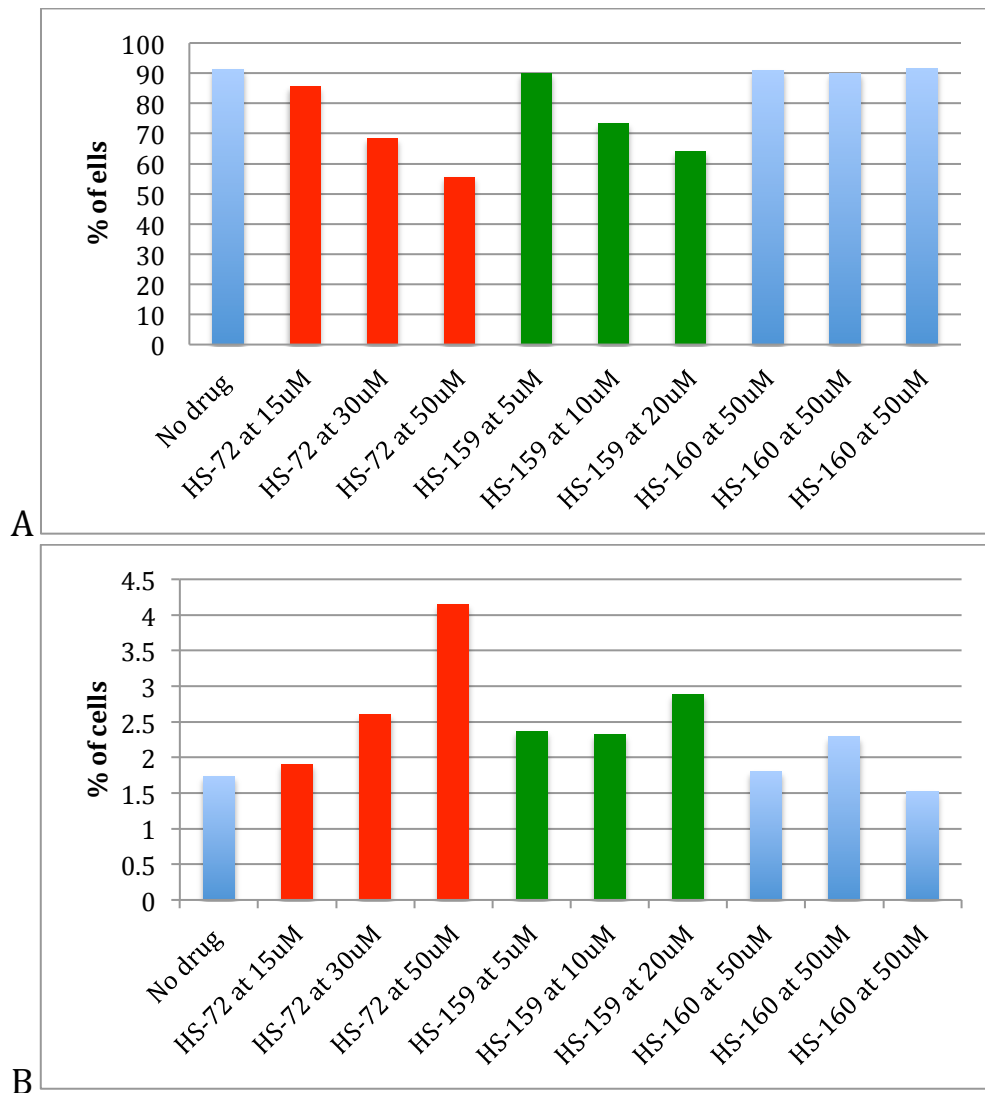 100
90
80
70
60
50
40
30
20
10
0
% of ells
No drug
HS-72 at 15uM
HS-72 at 30uM
HS-72 at 50uM
HS-159 at 5uM
HS-159 at 10uM
HS-159 at 20uM
HS-160 at 50uM
HS-160 at 50uM
HS-160 at 50uM
A
4.5
4
3.5
3
2.5
2
1.5
1
0.5
0
% of cells
No drug
HS-72 at 15uM
HS-72 at 30uM
HS-72 at 50uM
HS-159 at 5uM
HS-159 at 10uM
HS-159 at 20uM
HS-160 at 50uM
HS-160 at 50uM
HS-160 at 50uM
B